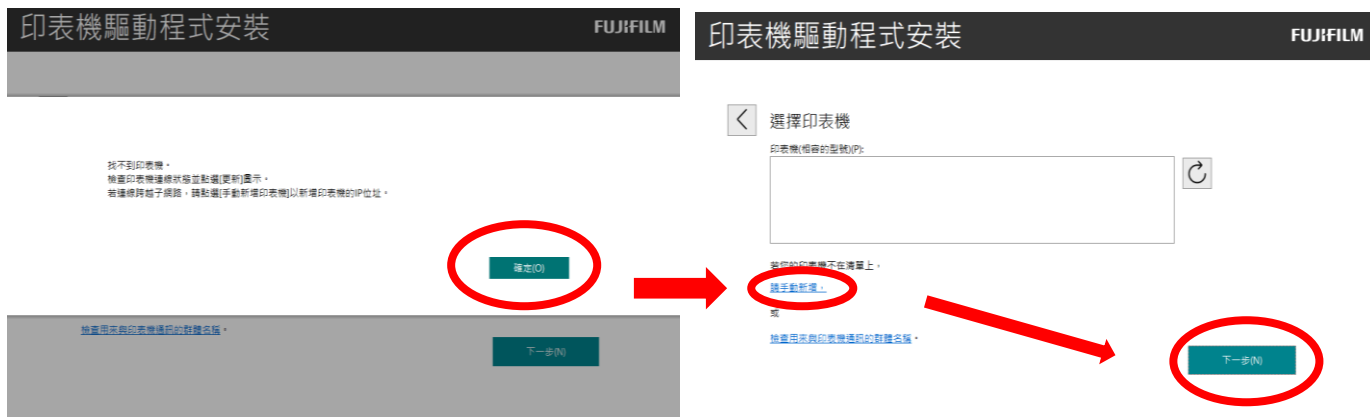 印表機驅動程式安裝
FUJIFILM
找不到印表機。
檢查印表機連線狀態並點選[更新]圖示。
若連線跨越子網路，請點選[手動新增印表機]以新增印表機的IP位址。
確定(O)
檢查用來與印表機通訊的群體名稱。
下一步(N)
印表機驅動程式安裝
FUJIFILM
選擇印表機
印表機(相容的型號)(P):
若您的印表機不在清單上，
請手動新增。
或
檢查用來與印表機通訊的群體名稱。
下一步(N)